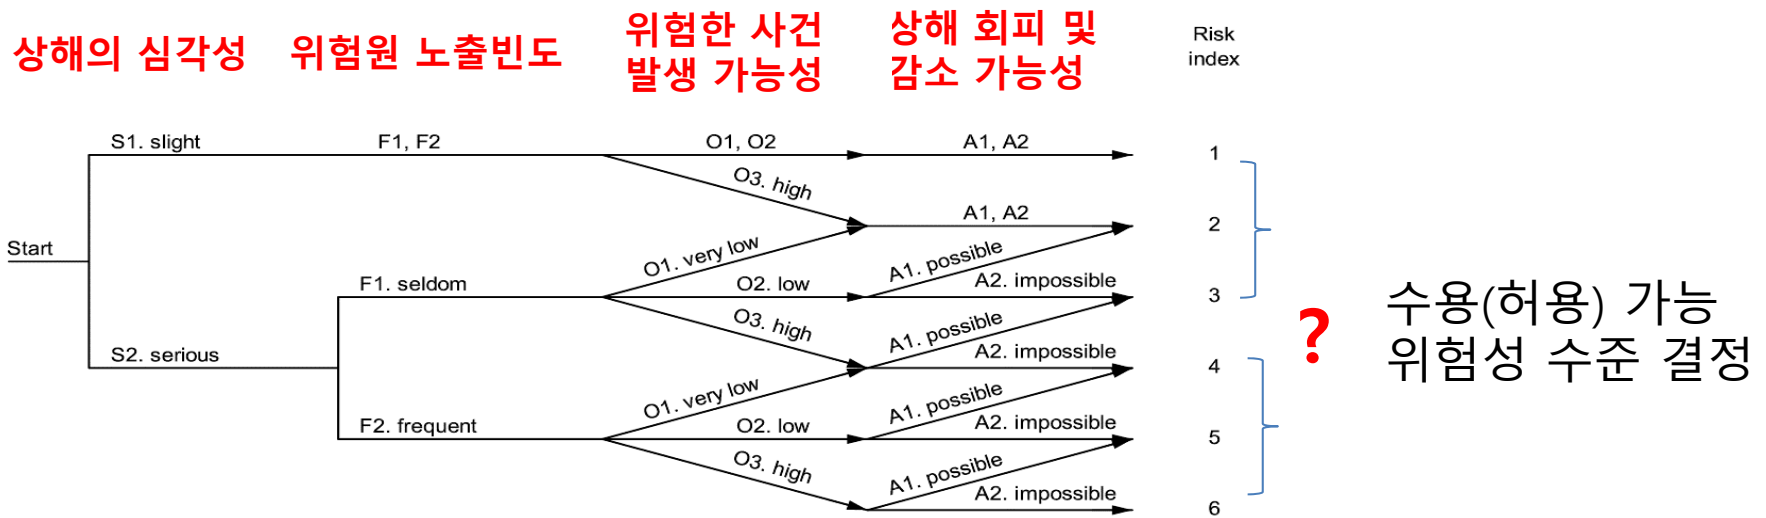 상해의 심각성
위험원 노출빈도
위험한 사건
발생 가능성
상해 회피 및
감소 가능성
Risk
index
S1. slight
F1, F2
O1, O2
A1, A2
1
O3. high
A1, A2
2
Start
O1. very low
A1. possible
F1. seldom
O2. low
A2. impossible
3
O3. high
A1. possible
S2. serious
A2. impossible
4
O1. very low
A1. possible
F2. frequent
O2. low
A2. impossible
5
O3. high
A1. possible
A2. impossible
6
?
수용(허용) 가능
위험성 수준 결정